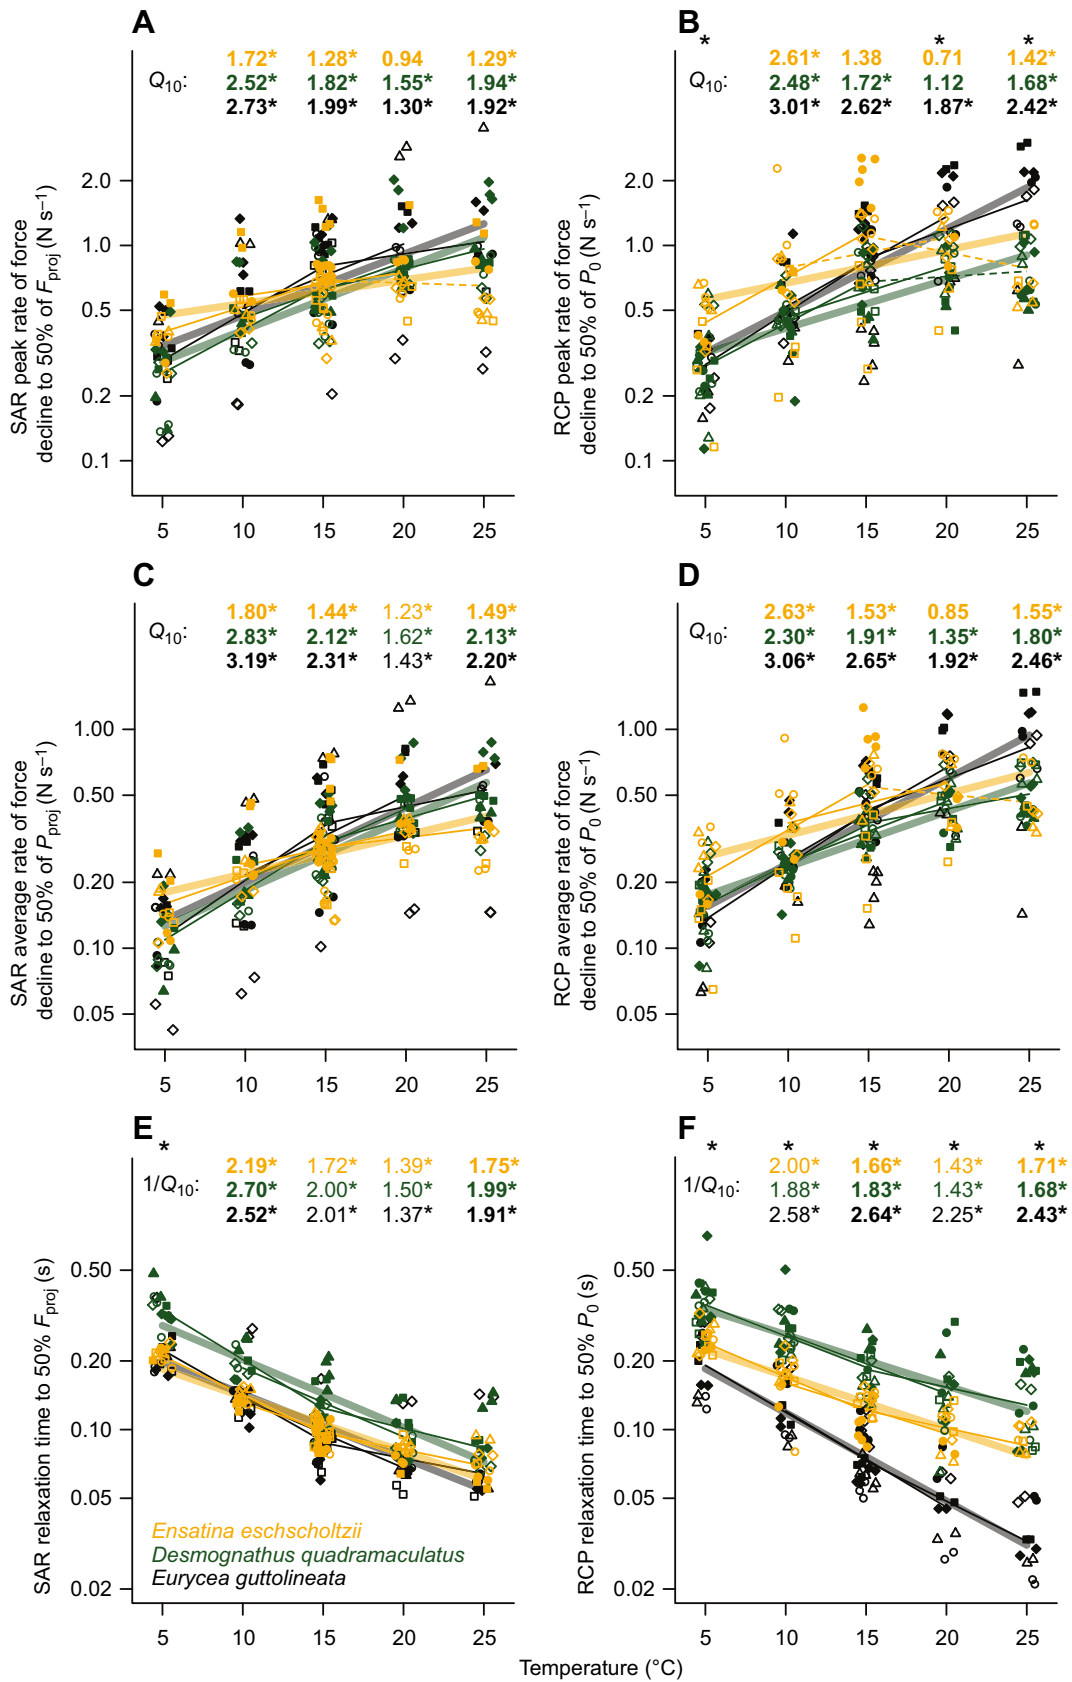 A
1.72* 1.28* 0.94 1.29*
Q10: 2.52* 1.82* 1.55* 1.94*
2.73* 1.99* 1.30* 1.92*
SAR peak rate of force
decline to 50% of Fproj (N s–1)
2.0
1.0
0.5
0.2
0.1
5 10 15 20 25
B
* * *
2.61* 1.38 0.71 1.42*
Q10: 2.48* 1.72* 1.12 1.68*
3.01* 2.62* 1.87* 2.42*
RCP peak rate of force
decline to 50% of P0 (N s–1)
2.0
1.0
0.5
0.2
0.1
5 10 15 20 25
C
1.80* 1.44* 1.23* 1.49*
Q10: 2.83* 2.12* 1.62* 2.13*
3.19* 2.31* 1.43* 2.20*
SAR average rate of force
decline to 50% of Pproj (N s–1)
1.00
0.50
0.20
0.10
0.05
5 10 15 20 25
D
2.63* 1.53* 0.85 1.55*
Q10: 2.30* 1.91* 1.35* 1.80*
3.06* 2.65* 1.92* 2.46*
RCP average rate of force
decline to 50% of P0 (N s–1)
1.00
0.50
0.20
0.10
0.05
5 10 15 20 25
E
*
2.19* 1.72* 1.39* 1.75*
1/Q10: 2.70* 2.00* 1.50* 1.99*
2.52* 2.01* 1.37* 1.91*
SAR relaxation time to 50% Fproj (s)
0.50
0.20
0.10
0.05
0.02
Ensatina eschscholtzii
Desmognathus quadramaculatus
Eurycea guttolineata
5 10 15 20 25
F
* * * * *
2.00* 1.66* 1.43* 1.71*
1/Q10: 1.88* 1.83* 1.43* 1.68*
2.58* 2.64* 2.25* 2.43*
RCP relaxation time to 50% P0 (s)
0.50
0.20
0.10
0.05
0.02
5 10 15 20 25
Temperature (°C)